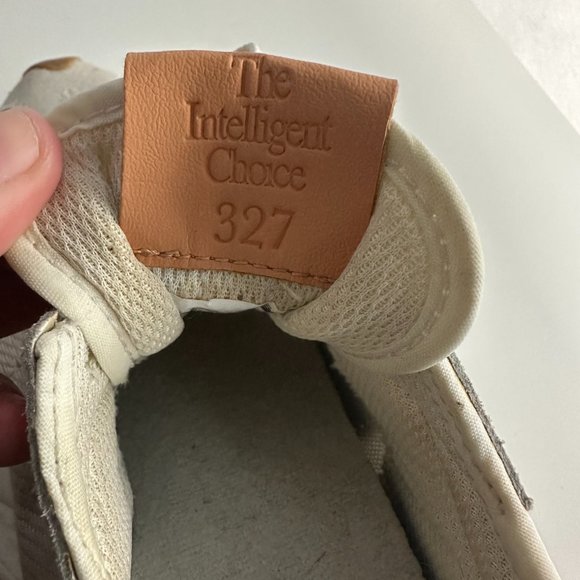 The
Intelligent
Choice
327